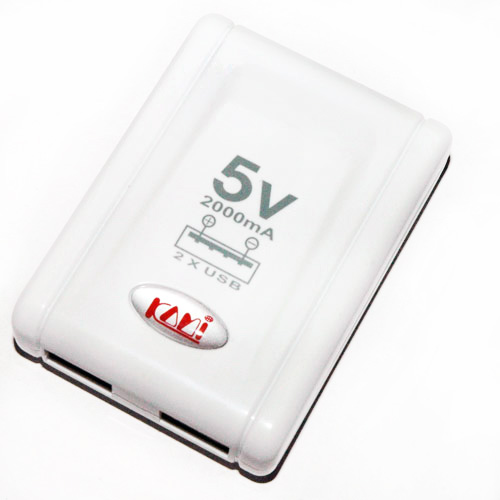 5V
2000mA
⊕ ⊖
2 X USB
KAMI®